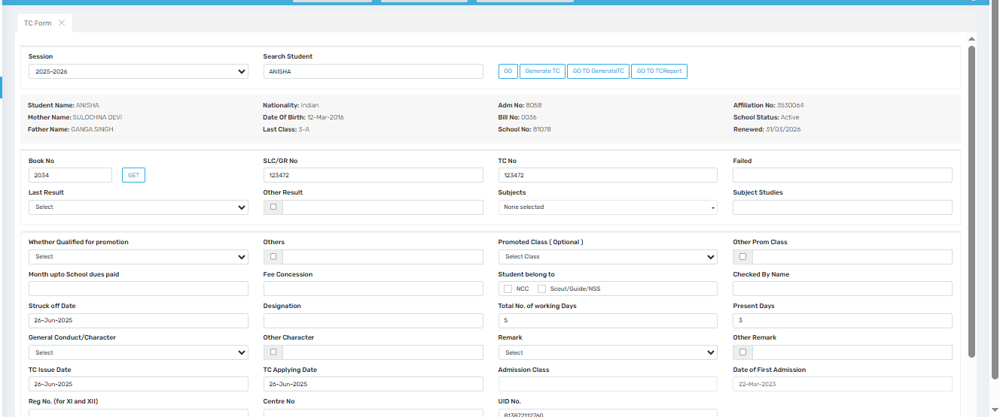 TC Form
Session Search Student
2025-2026 ANISHA GO Generate TC GO TO GenerateTC GO TO TCReport
Student Name: ANISHA Nationality: Indian Adm No: 8058 Affiliation No: 3530064
Mother Name: SULOCHNA DEVI Date Of Birth: 12-Mar-2016 Bill No: 0036 School Status: Active
Father Name: GANGA SINGH Last Class: 3-A School No: 81078 Renewed: 31/03/2026
Book No SLC/GR No TC No Failed
2034 GET 123472 123472
Last Result Other Result Subjects Subject Studies
Select None selected
Whether Qualified for promotion Others Promoted Class ( Optional ) Other Prom Class
Select Select Class
Month upto School dues paid Fee Concession Student belong to Checked By Name
NCC Scout/Guide/NSS
Struck off Date Designation Total No. of working Days Present Days
26-Jun-2025 5 3
General Conduct/Character Other Character Remark Other Remark
Select Select
TC Issue Date TC Applying Date Admission Class Date of First Admission
26-Jun-2025 26-Jun-2025 22-Mar-2023
Reg No. (for XI and XII) Centre No UID No.
813872112760